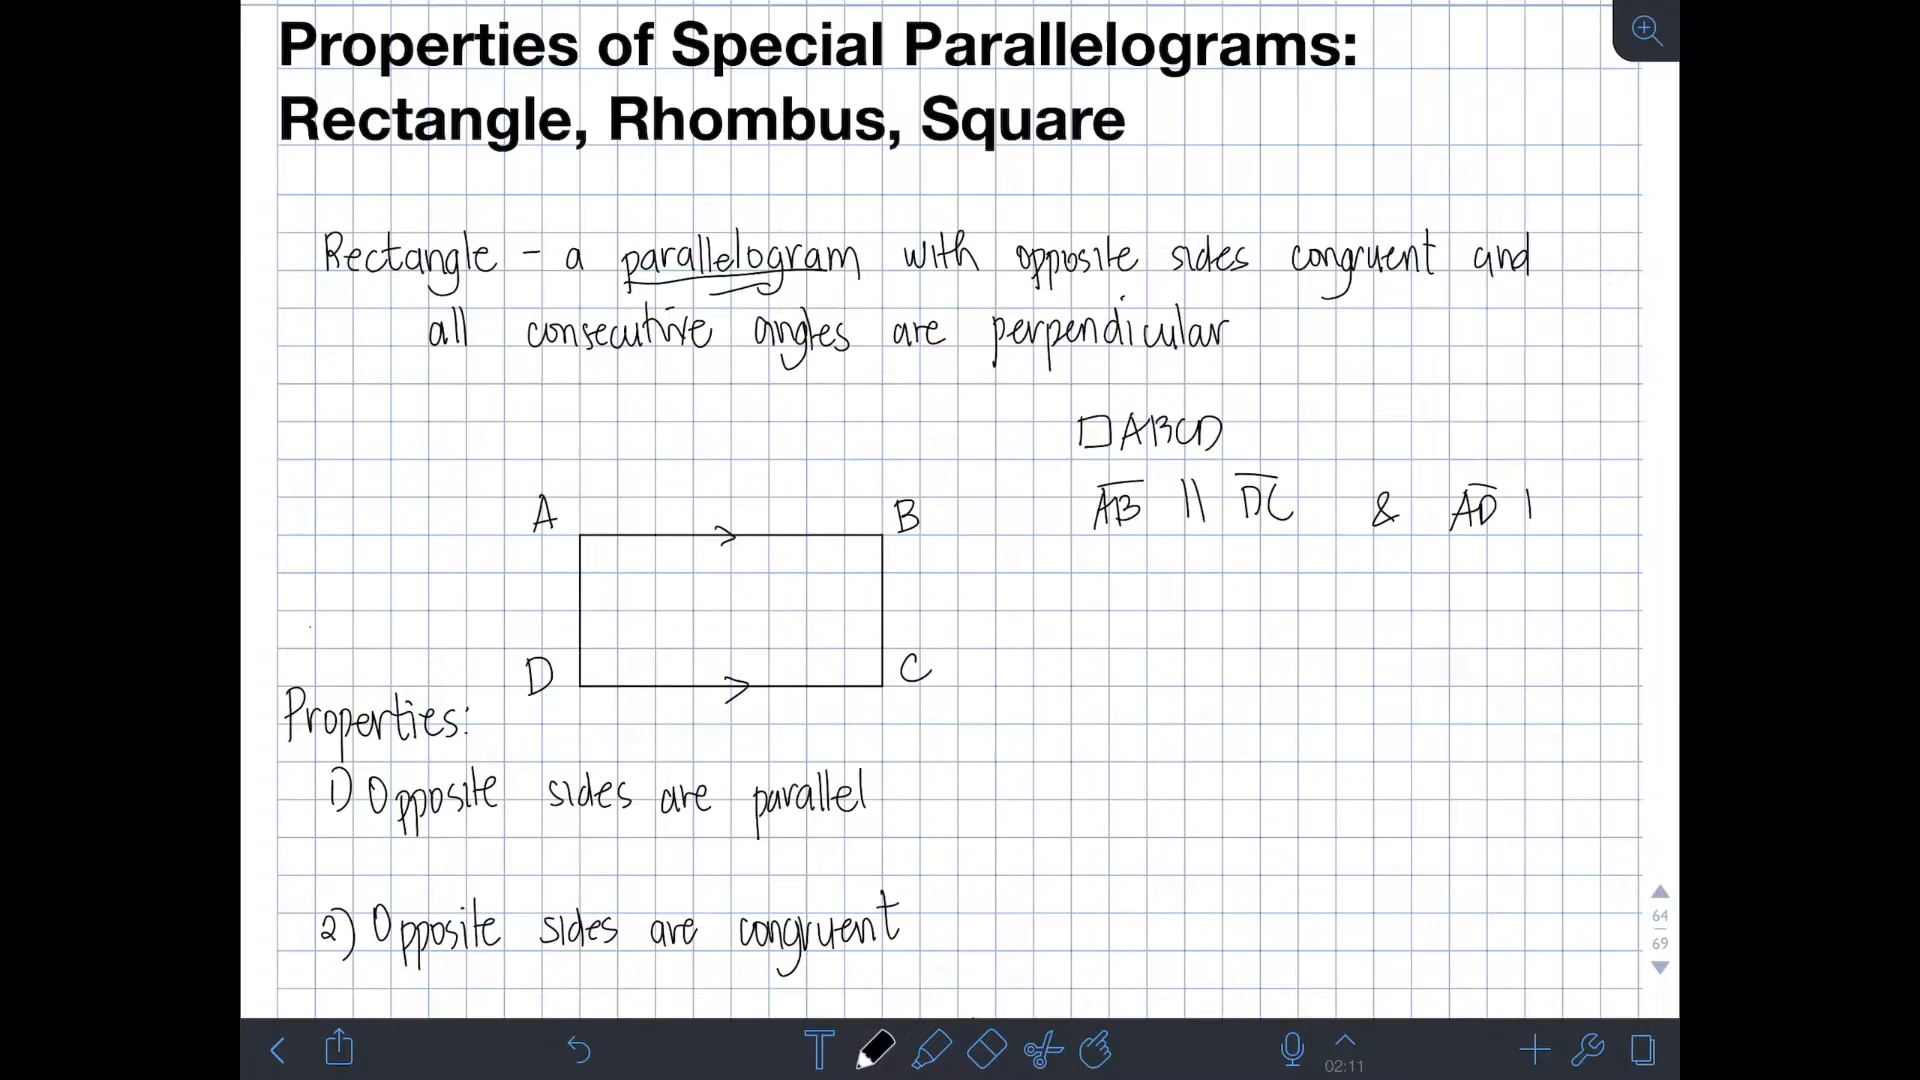 Properties of Special Parallelograms:
Rectangle, Rhombus, Square
Rectangle - a parallelogram with opposite sides congruent and
all consecutive angles are perpendicular
□ABCD
AB || DC & AD |
A
B
D
C
Properties:
1) Opposite sides are parallel
2) Opposite sides are congruent
64
69
T
02:11